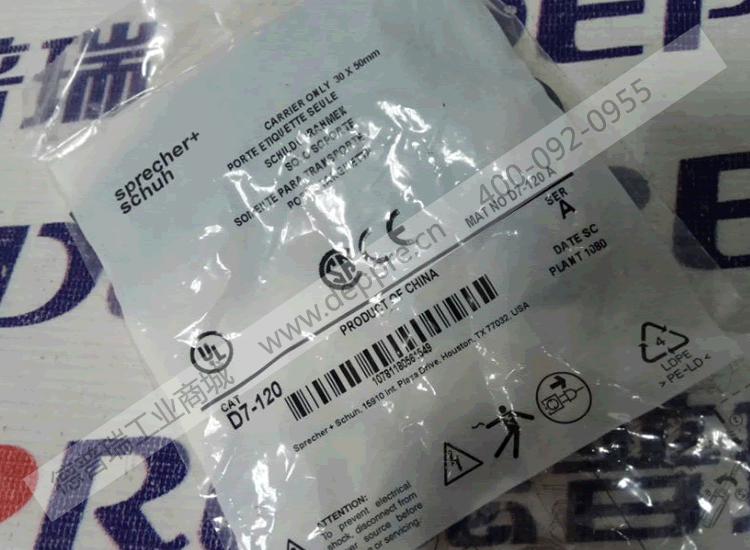 sprecher+
schuh
CARRIER ONLY 30 X 50mm
PORTE ETIQUETTE SEULE
SOMENTE PARA TRANSPORTE
MAT NO D7-120 A
SER
A
DATE SC
PLANT 1080
PRODUCT OF CHINA
UL
CAT
D7-120
Sprecher+ Schuh, 15910 Int. Plaza Drive, Houston, TX 77032, USA
4
LDPE
> PE-LD <
ATTENTION:
To prevent electrical
shock, disconnect from
power source before
德普瑞工业商城 www.deppre.cn 400-092-0955